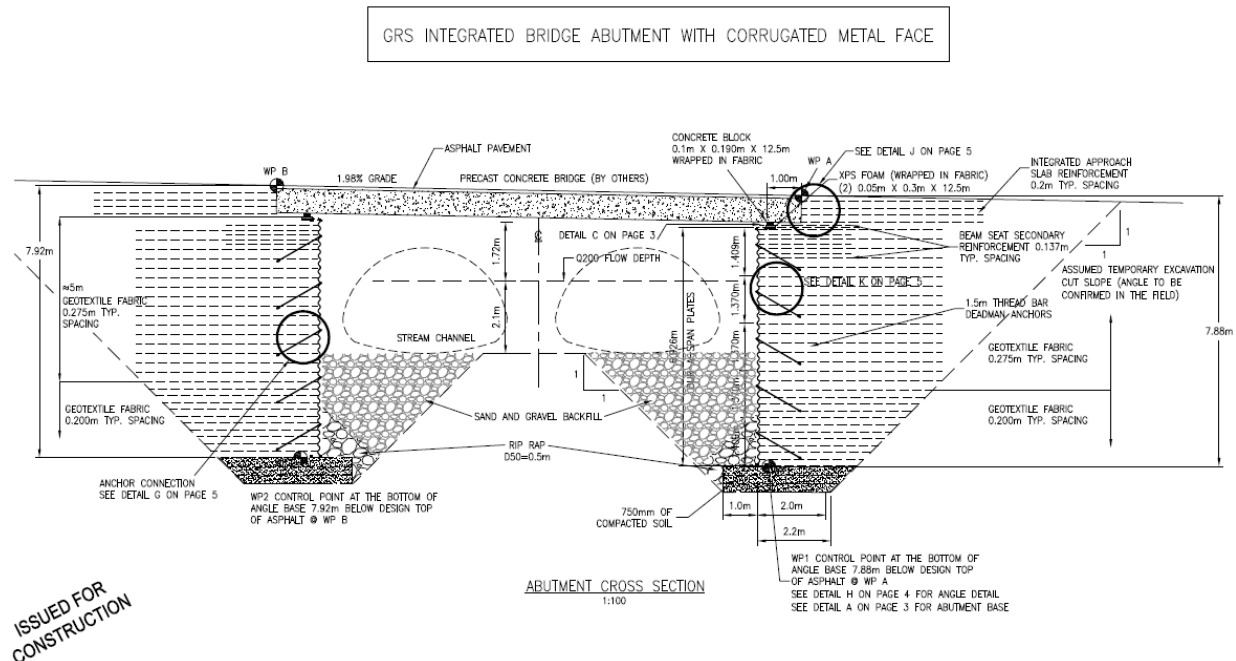 GRS INTEGRATED BRIDGE ABUTMENT WITH CORRUGATED METAL FACE
ASPHALT PAVEMENT
CONCRETE BLOCK
0.1m X 0.190m X 12.5m
WRAPPED IN FABRIC
WP A
SEE DETAIL J ON PAGE 5
XPS FOAM (WRAPPED IN FABRIC)
(2) 0.05m X 0.3m X 12.5m
INTEGRATED APPROACH
SLAB REINFORCEMENT
0.2m TYP. SPACING
WP B
1.98% GRADE
PRECAST CONCRETE BRIDGE (BY OTHERS)
1.00m
7.92m
≈5m
GEOTEXTILE FABRIC
0.275m TYP.
SPACING
GEOTEXTILE FABRIC
0.200m TYP. SPACING
1.72m
2.1m
DETAIL C ON PAGE 3
Q200 FLOW DEPTH
STREAM CHANNEL
1.409m
1.370m
1.370m
SPAN PLATES
SEE DETAIL K ON PAGE 5
BEAM SEAT SECONDARY
REINFORCEMENT 0.137m
TYP. SPACING
1
1
ASSUMED TEMPORARY EXCAVATION
CUT SLOPE (ANGLE TO BE
CONFIRMED IN THE FIELD)
1.5m THREAD BAR
DEADMAN ANCHORS
7.88m
GEOTEXTILE FABRIC
0.275m TYP. SPACING
GEOTEXTILE FABRIC
0.200m TYP. SPACING
1
1
SAND AND GRAVEL BACKFILL
RIP RAP
D50=0.5m
ANCHOR CONNECTION
SEE DETAIL G ON PAGE 5
WP2 CONTROL POINT AT THE BOTTOM OF
ANGLE BASE 7.92m BELOW DESIGN TOP
OF ASPHALT @ WP B
750mm OF
COMPACTED SOIL
1.0m
2.0m
2.2m
WP1 CONTROL POINT AT THE BOTTOM OF
ANGLE BASE 7.88m BELOW DESIGN TOP
OF ASPHALT @ WP A
SEE DETAIL H ON PAGE 4 FOR ANGLE DETAIL
SEE DETAIL A ON PAGE 3 FOR ABUTMENT BASE
ABUTMENT CROSS SECTION
1:100
ISSUED FOR
CONSTRUCTION